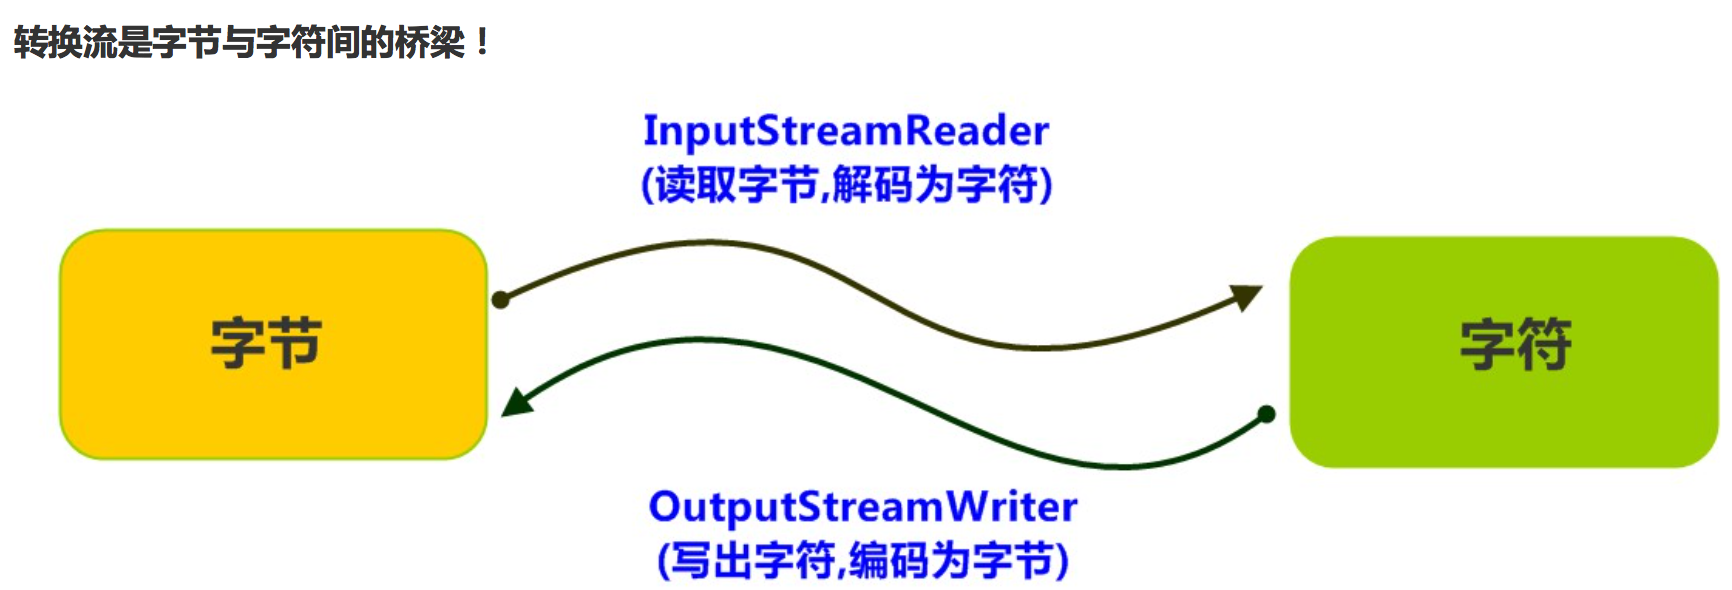 转换流是字节与字符间的桥梁！
InputStreamReader
(读取字节,解码为字符)
字节
字符
OutputStreamWriter
(写出字符,编码为字节)